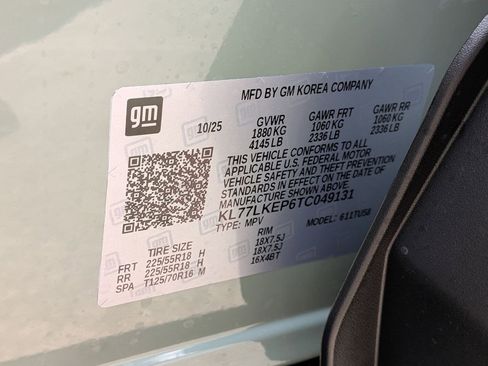 gm
MFD BY GM KOREA COMPANY
10/25
GVWR GAWR FRT GAWR RR
1880 KG 1060 KG 1060 KG
4145 LB 2336 LB 2336 LB
THIS VEHICLE CONFORMS TO ALL
APPLICABLE U.S. FEDERAL MOTOR
VEHICLE SAFETY AND THEFT PREVENTION
STANDARDS IN EFFECT ON THE DATE OF
MANUFACTURE SHOWN ABOVE.
KL77LKEP6TC049131
TYPE: MPV MODEL: 611TUS8
TIRE SIZE RIM
FRT 225/55R18 H 18X7.5J
RR 225/55R18 H 18X7.5J
SPA T125/70R16 M 16X4BT